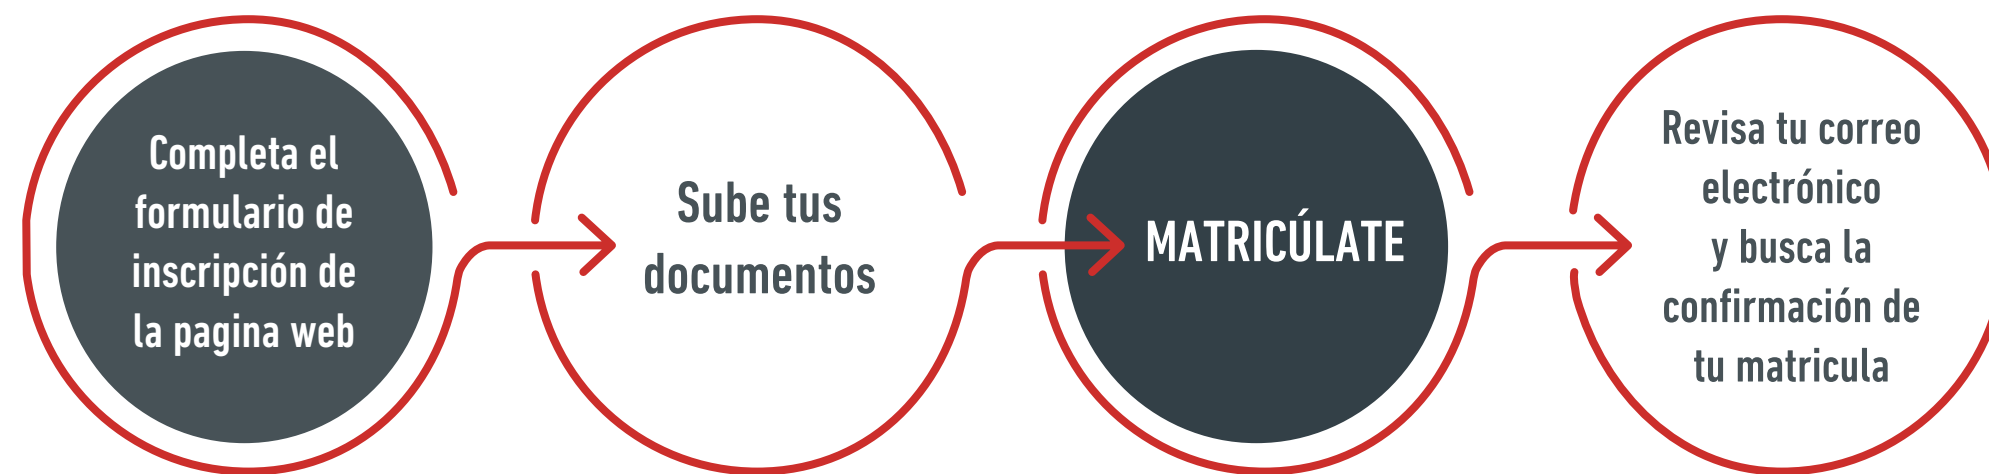 Completa el
formulario de
inscripción de
la pagina web
Sube tus
documentos
MATRICÚLATE
Revisa tu correo
electrónico
y busca la
confirmación de
tu matricula